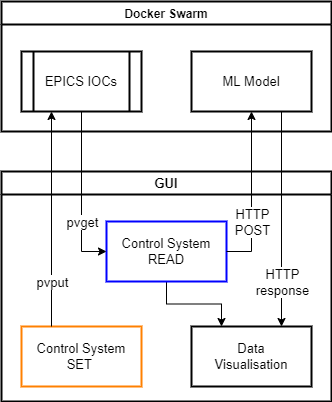 Docker Swarm
EPICS IOCs
ML Model
GUI
pvget
Control System
READ
HTTP
POST
pvput
HTTP
response
Control System
SET
Data
Visualisation